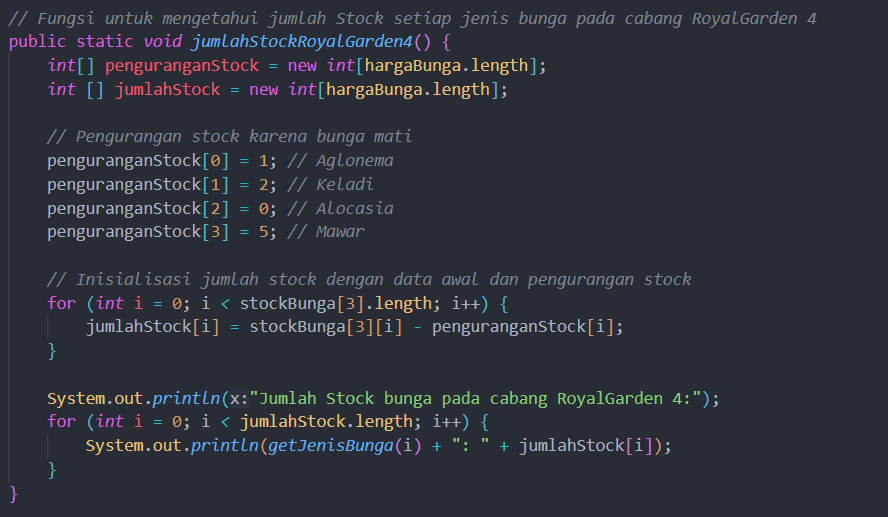 // Fungsi untuk mengetahui jumlah Stock setiap jenis bunga pada cabang RoyalGarden 4
public static void jumlahStockRoyalGarden4() {
    int[] penguranganStock = new int[hargaBunga.length];
    int [] jumlahStock = new int[hargaBunga.length];

    // Pengurangan stock karena bunga mati
    penguranganStock[0] = 1; // Aglonema
    penguranganStock[1] = 2; // Keladi
    penguranganStock[2] = 0; // Alocasia
    penguranganStock[3] = 5; // Mawar

    // Inisialisasi jumlah stock dengan data awal dan pengurangan stock
    for (int i = 0; i < stockBunga[3].length; i++) {
        jumlahStock[i] = stockBunga[3][i] - penguranganStock[i];
    }

    System.out.println(x:"Jumlah Stock bunga pada cabang RoyalGarden 4:");
    for (int i = 0; i < jumlahStock.length; i++) {
        System.out.println(getJenisBunga(i) + ": " + jumlahStock[i]);
    }
}